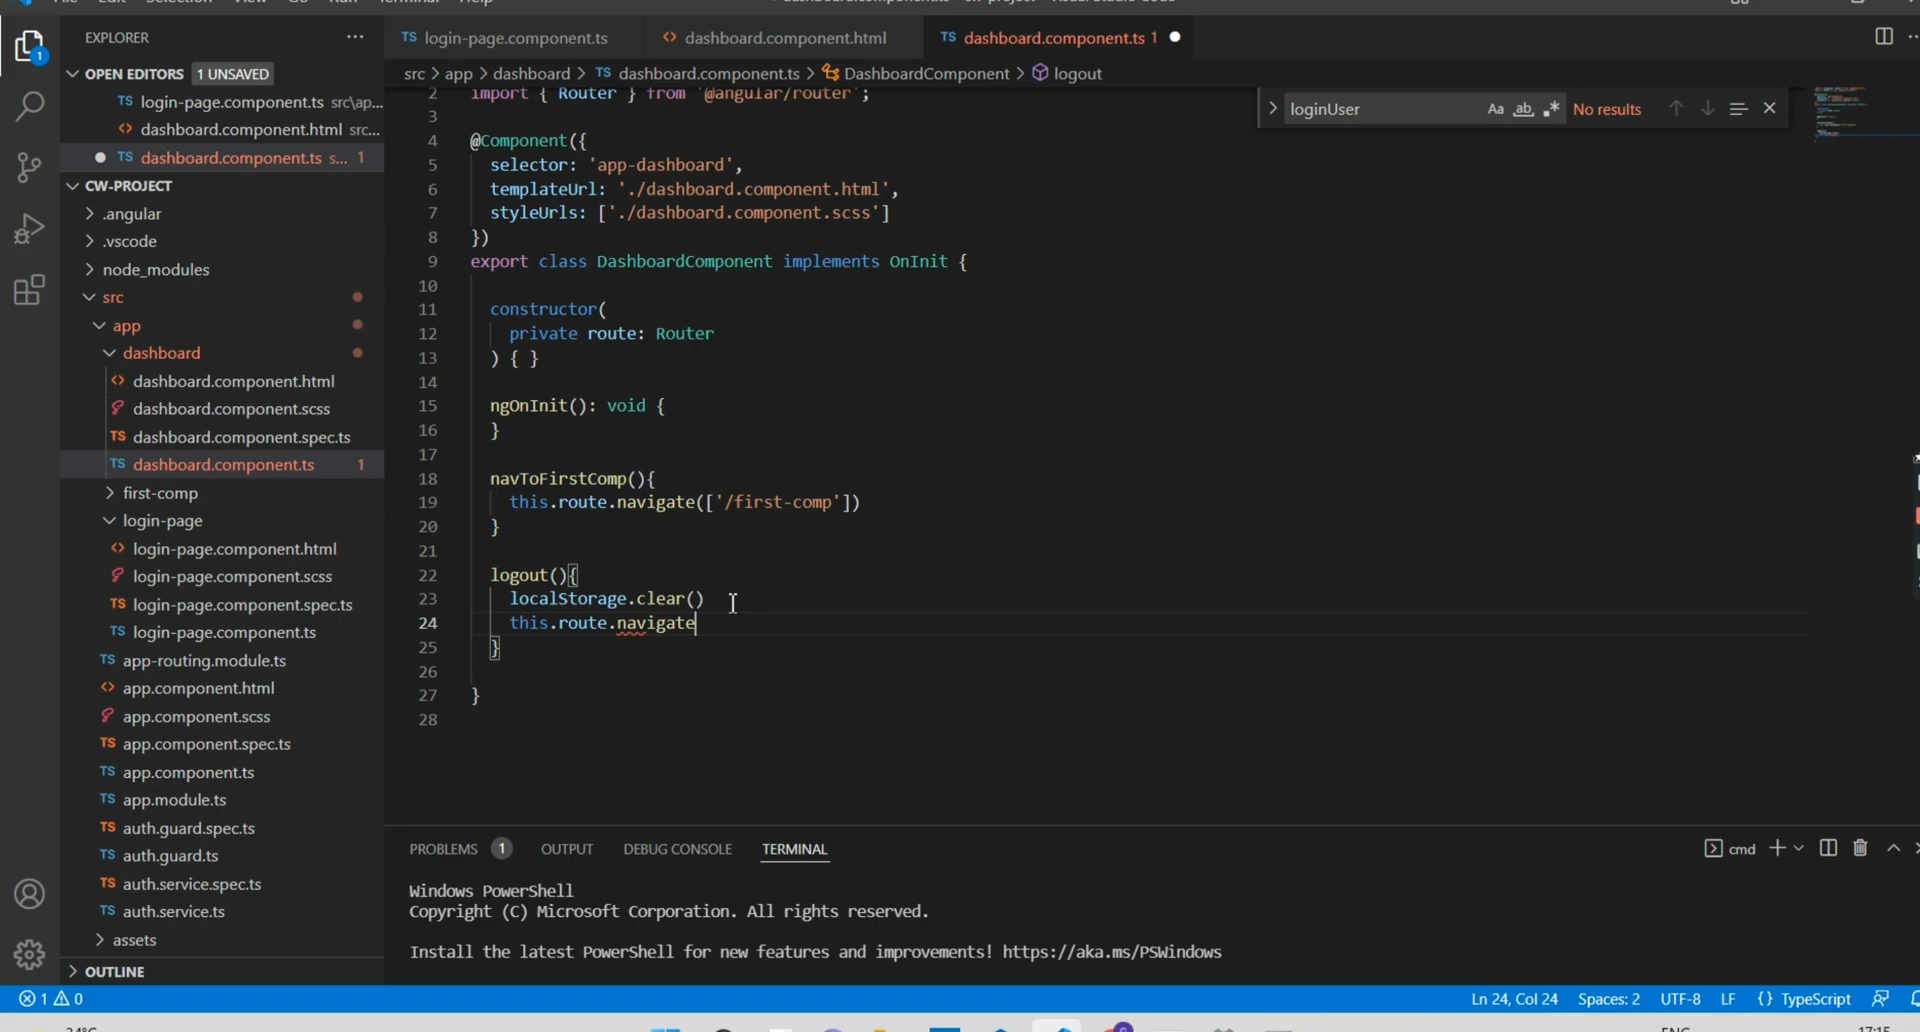 File Edit Selection View Go Run Terminal Help
EXPLORER
OPEN EDITORS 1 UNSAVED
TS login-page.component.ts src\ap...
<> dashboard.component.html src...
TS dashboard.component.ts s... 1
CW-PROJECT
.angular
.vscode
node_modules
src
app
dashboard
<> dashboard.component.html
dashboard.component.scss
TS dashboard.component.spec.ts
TS dashboard.component.ts 1
first-comp
login-page
<> login-page.component.html
login-page.component.scss
TS login-page.component.spec.ts
TS login-page.component.ts
TS app-routing.module.ts
<> app.component.html
app.component.scss
TS app.component.spec.ts
TS app.component.ts
TS app.module.ts
TS auth.guard.spec.ts
TS auth.guard.ts
TS auth.service.spec.ts
TS auth.service.ts
assets
OUTLINE
TS login-page.component.ts
<> dashboard.component.html
TS dashboard.component.ts 1
src > app > dashboard > TS dashboard.component.ts > DashboardComponent > logout
loginUser Aa ab .* No results
2 import { Router } from '@angular/router';
3
4 @Component({
5 selector: 'app-dashboard',
6 templateUrl: './dashboard.component.html',
7 styleUrls: ['./dashboard.component.scss']
8 })
9 export class DashboardComponent implements OnInit {
10
11 constructor(
12 private route: Router
13 ) { }
14
15 ngOnInit(): void {
16 }
17
18 navToFirstComp(){
19 this.route.navigate(['/first-comp'])
20 }
21
22 logout(){
23 localStorage.clear()
24 this.route.navigate
25 }
26
27 }
28
PROBLEMS 1 OUTPUT DEBUG CONSOLE TERMINAL
cmd
Windows PowerShell
Copyright (C) Microsoft Corporation. All rights reserved.
Install the latest PowerShell for new features and improvements! https://aka.ms/PSWindows
1 0
Ln 24, Col 24 Spaces: 2 UTF-8 LF {} TypeScript
34°C
ENG
17:15